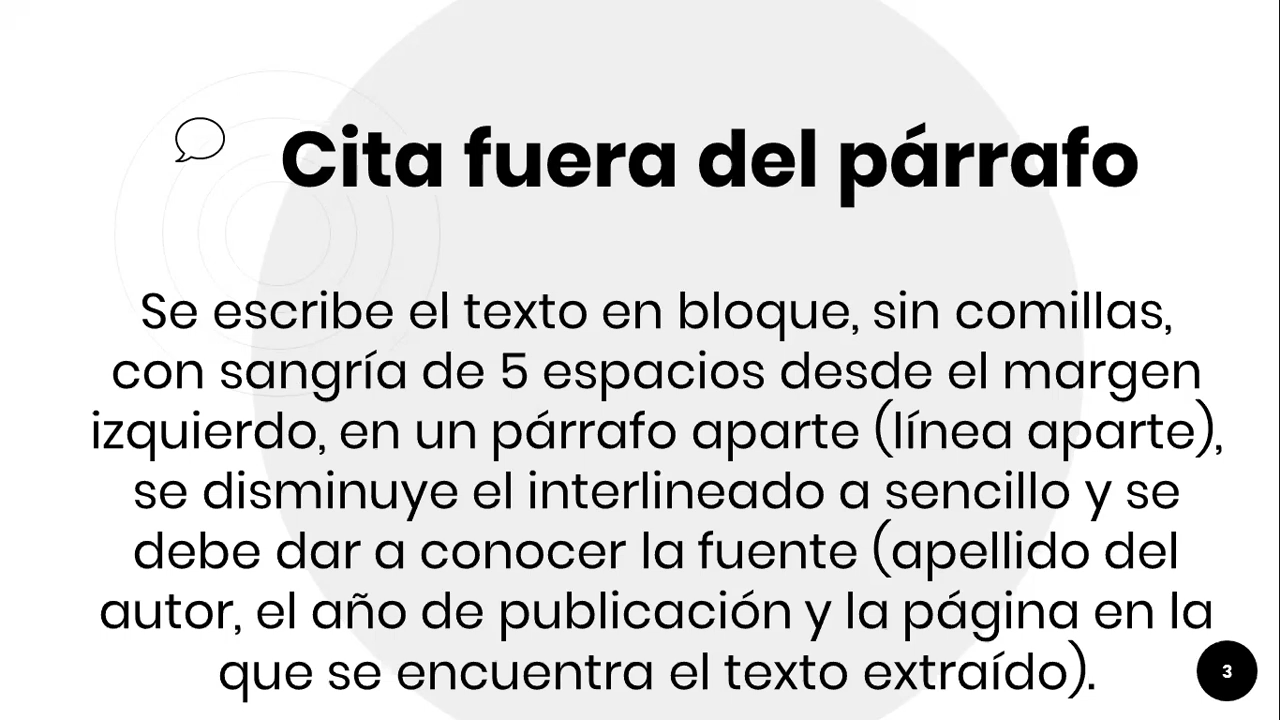 Cita fuera del párrafo
Se escribe el texto en bloque, sin comillas,
con sangría de 5 espacios desde el margen
izquierdo, en un párrafo aparte (línea aparte),
se disminuye el interlineado a sencillo y se
debe dar a conocer la fuente (apellido del
autor, el año de publicación y la página en la
que se encuentra el texto extraído).
3